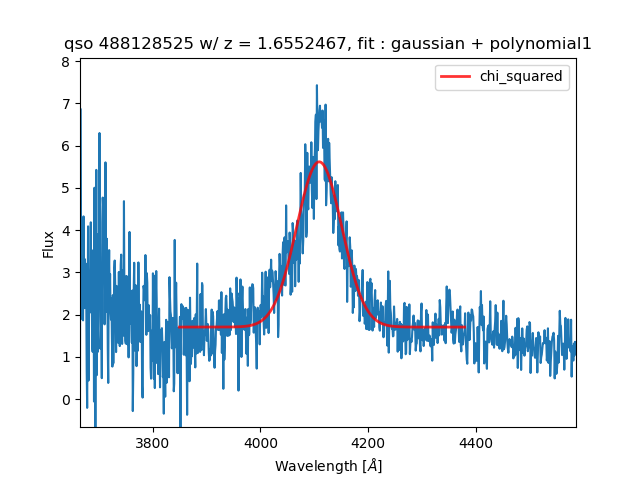 qso 488128525 w/ z = 1.6552467, fit : gaussian + polynomial1
chi_squared
8
7
6
5
4
3
2
1
0
Flux
3800 4000 4200 4400
Wavelength [Å]